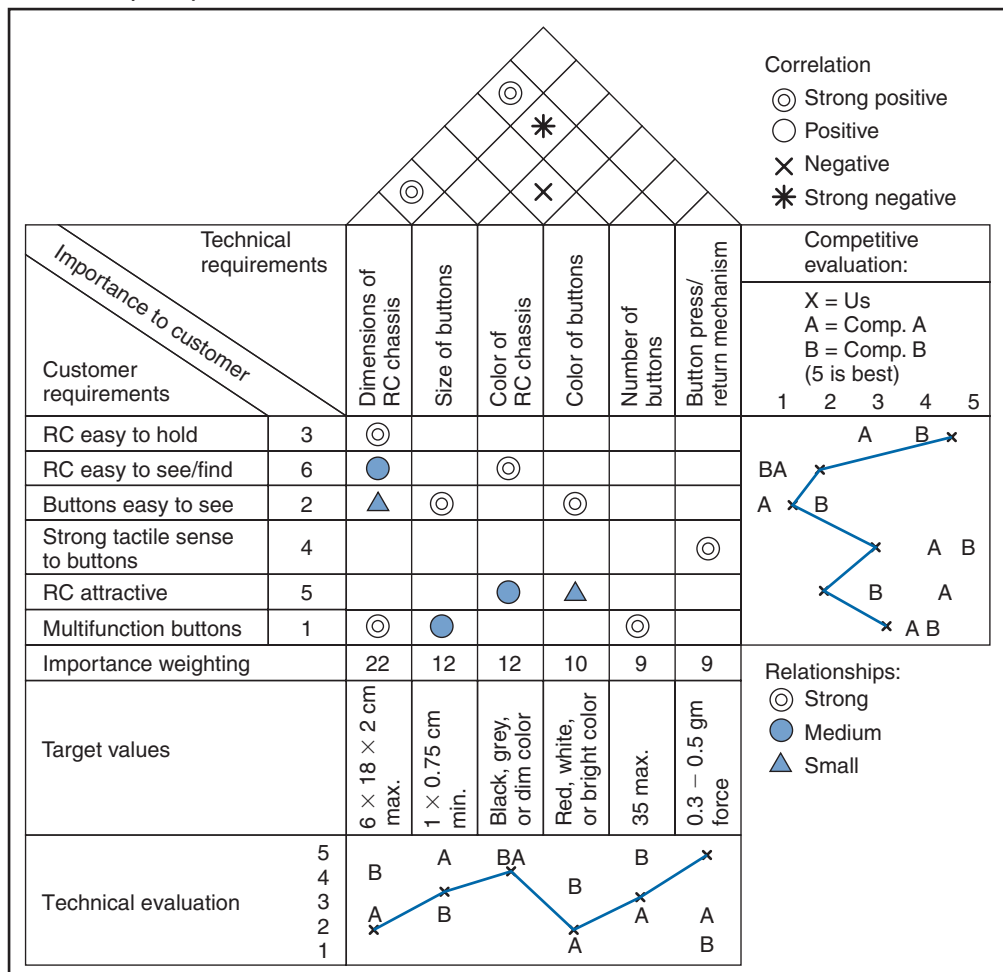 Correlation
Strong positive
Positive
Negative
Strong negative
Technical
requirements
Importance to customer
Customer
requirements
Dimensions of
RC chassis
Size of buttons
Color of
RC chassis
Color of buttons
Number of
buttons
Button press/
return mechanism
Competitive
evaluation:
X = Us
A = Comp. A
B = Comp. B
(5 is best)
1 2 3 4 5
RC easy to hold 3 A B
RC easy to see/find 6 BA
Buttons easy to see 2 A B
Strong tactile sense
to buttons 4 A B
RC attractive 5 B A
Multifunction buttons 1 A B
Importance weighting 22 12 12 10 9 9
Relationships:
Strong
Medium
Small
Target values
6 × 18 × 2 cm
max.
1 × 0.75 cm
min.
Black, grey,
or dim color
Red, white,
or bright color
35 max.
0.3 – 0.5 gm
force
Technical evaluation
5 A BA B
4 B B
3 B
2 A A A
1 A B